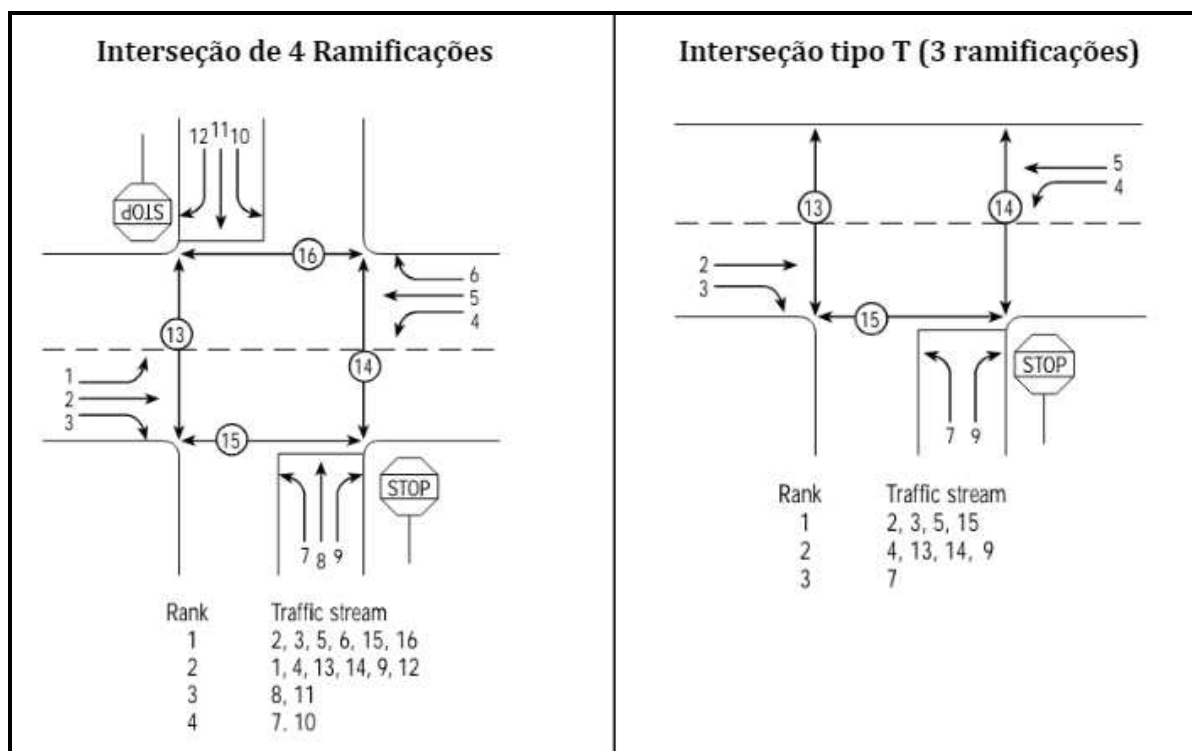 Interseção de 4 Ramificações
12 11 10
STOP
16
6
5
4
13
14
1
2
3
15
STOP
7 8 9
Rank Traffic stream
1 2, 3, 5, 6, 15, 16
2 1, 4, 13, 14, 9, 12
3 8, 11
4 7. 10
Interseção tipo T (3 ramificações)
5
4
13 14
2
3
15
STOP
7 9
Rank Traffic stream
1 2, 3, 5, 15
2 4, 13, 14, 9
3 7